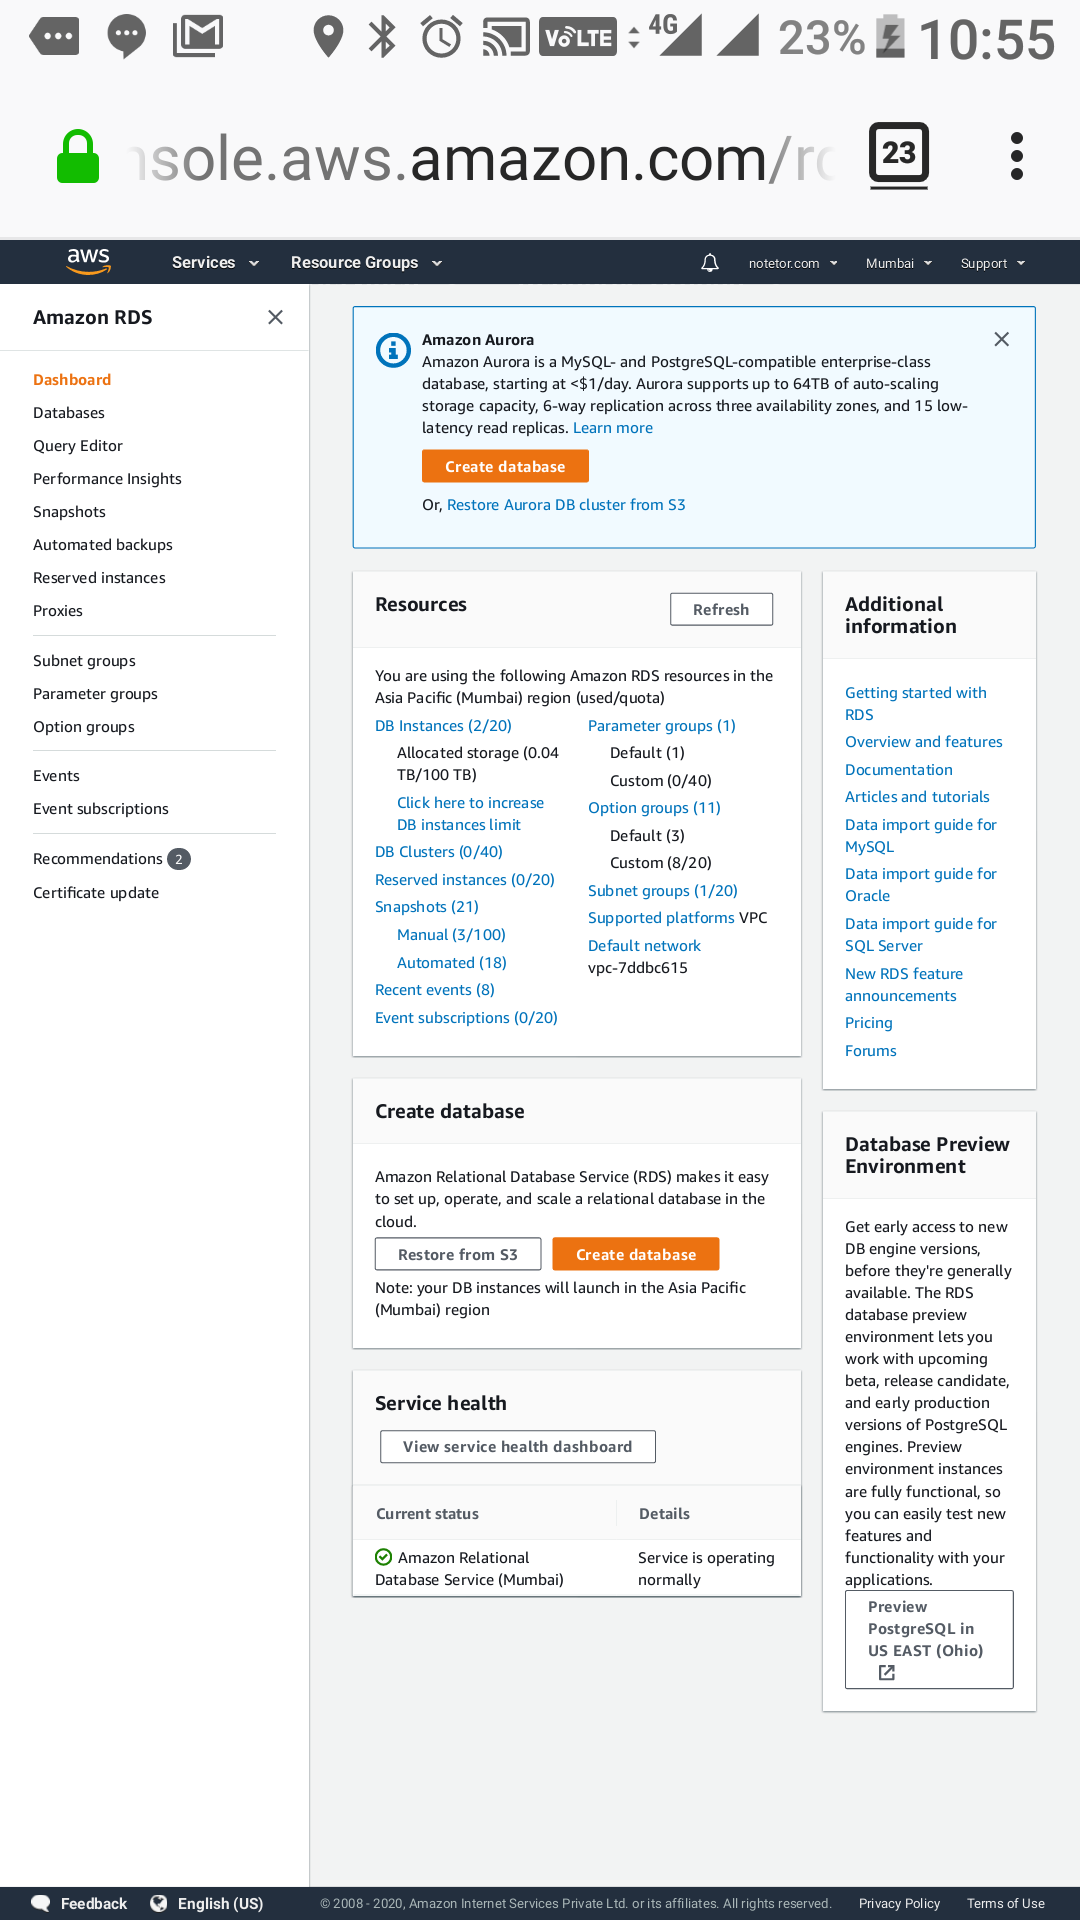 4G
VoLTE
23%
10:55
nsole.aws.amazon.com/r
23
aws
Services
Resource Groups
notetor.com
Mumbai
Support
Amazon RDS
Dashboard
Databases
Query Editor
Performance Insights
Snapshots
Automated backups
Reserved instances
Proxies
Subnet groups
Parameter groups
Option groups
Events
Event subscriptions
Recommendations 2
Certificate update
Amazon Aurora
Amazon Aurora is a MySQL- and PostgreSQL-compatible enterprise-class
database, starting at <$1/day. Aurora supports up to 64TB of auto-scaling
storage capacity, 6-way replication across three availability zones, and 15 low-
latency read replicas. Learn more
Create database
Or, Restore Aurora DB cluster from S3
Resources
Refresh
You are using the following Amazon RDS resources in the
Asia Pacific (Mumbai) region (used/quota)
DB Instances (2/20)
Allocated storage (0.04
TB/100 TB)
Click here to increase
DB instances limit
DB Clusters (0/40)
Reserved instances (0/20)
Snapshots (21)
Manual (3/100)
Automated (18)
Recent events (8)
Event subscriptions (0/20)
Parameter groups (1)
Default (1)
Custom (0/40)
Option groups (11)
Default (3)
Custom (8/20)
Subnet groups (1/20)
Supported platforms VPC
Default network
vpc-7ddbc615
Create database
Amazon Relational Database Service (RDS) makes it easy
to set up, operate, and scale a relational database in the
cloud.
Restore from S3
Create database
Note: your DB instances will launch in the Asia Pacific
(Mumbai) region
Service health
View service health dashboard
Current status
Details
Amazon Relational
Database Service (Mumbai)
Service is operating
normally
Additional
information
Getting started with
RDS
Overview and features
Documentation
Articles and tutorials
Data import guide for
MySQL
Data import guide for
Oracle
Data import guide for
SQL Server
New RDS feature
announcements
Pricing
Forums
Database Preview
Environment
Get early access to new
DB engine versions,
before they're generally
available. The RDS
database preview
environment lets you
work with upcoming
beta, release candidate,
and early production
versions of PostgreSQL
engines. Preview
environment instances
are fully functional, so
you can easily test new
features and
functionality with your
applications.
Preview
PostgreSQL in
US EAST (Ohio)
Feedback
English (US)
© 2008 - 2020, Amazon Internet Services Private Ltd. or its affiliates. All rights reserved.
Privacy Policy
Terms of Use